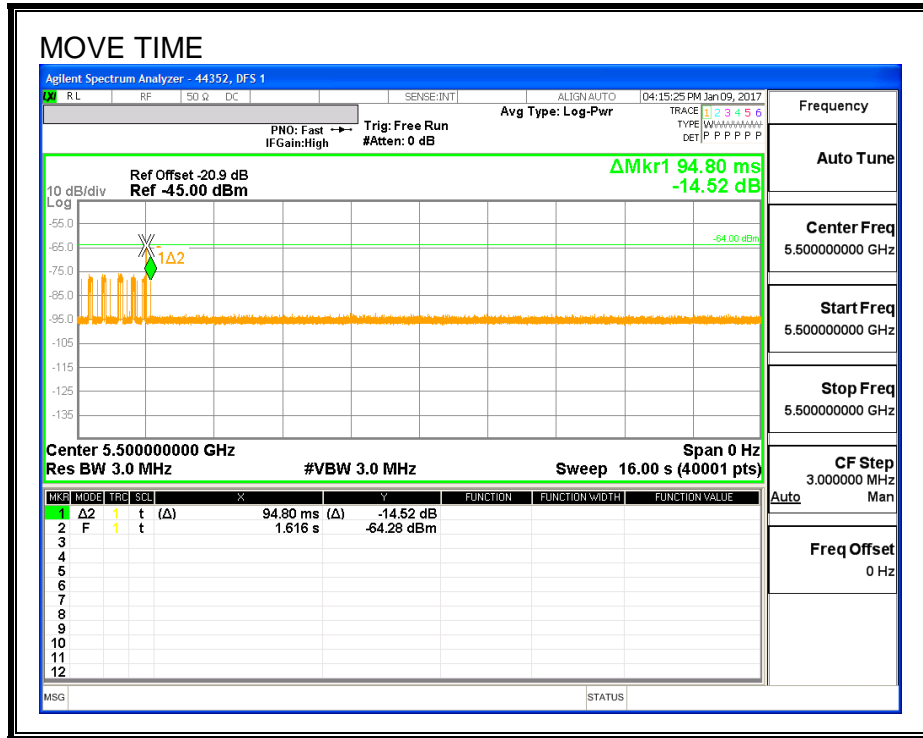 MOVE TIME
Agilent Spectrum Analyzer - 44352, DFS 1
LXI RL RF 50 Ω DC SENSE:INT ALIGN AUTO 04:15:25 PM Jan 09, 2017
PNO: Fast
IFGain:High
Trig: Free Run
#Atten: 0 dB
Avg Type: Log-Pwr
TRACE 1 2 3 4 5 6
TYPE W
DET P P P P P P
Frequency
Auto Tune
Center Freq
5.500000000 GHz
Start Freq
5.500000000 GHz
Stop Freq
5.500000000 GHz
CF Step
3.000000 MHz
Auto Man
Freq Offset
0 Hz
ΔMkr1 94.80 ms
-14.52 dB
Ref Offset -20.9 dB
10 dB/div Ref -45.00 dBm
Log
-55.0
-65.0
-75.0
-85.0
-95.0
-105
-115
-125
-135
-64.00 dBm
1Δ2
Center 5.500000000 GHz Span 0 Hz
Res BW 3.0 MHz #VBW 3.0 MHz Sweep 16.00 s (40001 pts)
MKR MODE TRC SCL X Y FUNCTION FUNCTION WIDTH FUNCTION VALUE
1 Δ2 1 t (Δ) 94.80 ms (Δ) -14.52 dB
2 F 1 t 1.616 s -64.28 dBm
3
4
5
6
7
8
9
10
11
12
MSG STATUS